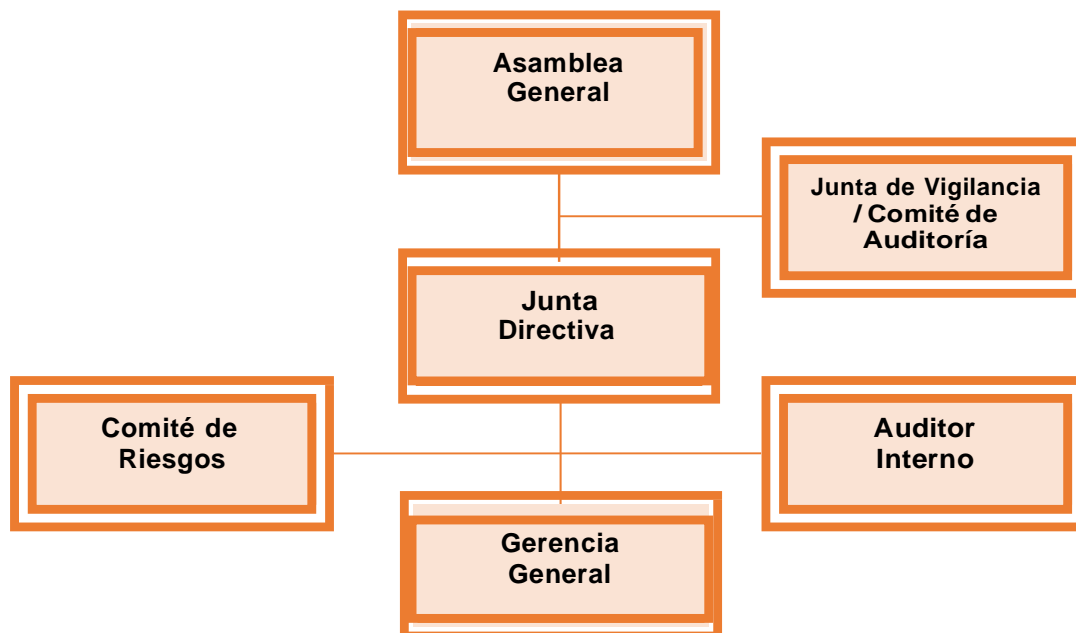 Asamblea
General
Junta de Vigilancia
/ Comité de
Auditoría
Junta
Directiva
Comité de
Riesgos
Auditor
Interno
Gerencia
General